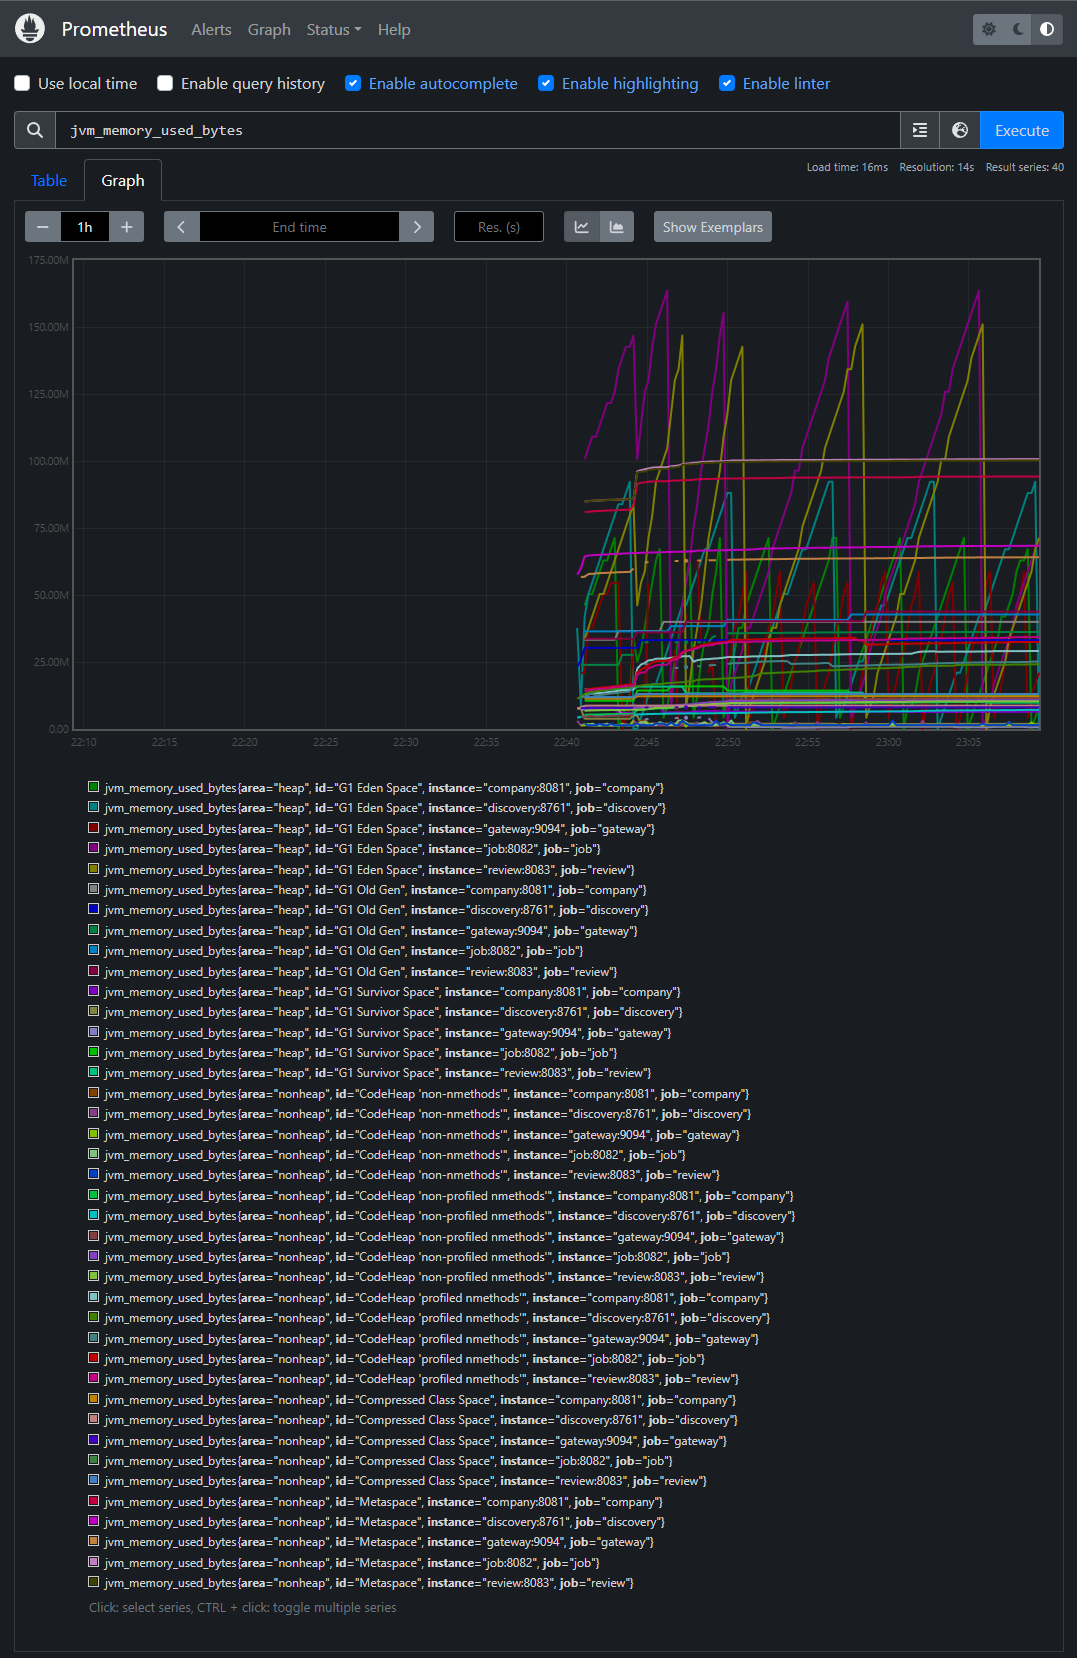 Prometheus Alerts Graph Status Help
Use local time Enable query history Enable autocomplete Enable highlighting Enable linter
jvm_memory_used_bytes Execute
Load time: 16ms Resolution: 14s Result series: 40
Table Graph
1h End time Res. (s) Show Exemplars
175.00M
150.00M
125.00M
100.00M
75.00M
50.00M
25.00M
0.00
22:10 22:15 22:20 22:25 22:30 22:35 22:40 22:45 22:50 22:55 23:00 23:05
jvm_memory_used_bytes{area="heap", id="G1 Eden Space", instance="company:8081", job="company"}
jvm_memory_used_bytes{area="heap", id="G1 Eden Space", instance="discovery:8761", job="discovery"}
jvm_memory_used_bytes{area="heap", id="G1 Eden Space", instance="gateway:9094", job="gateway"}
jvm_memory_used_bytes{area="heap", id="G1 Eden Space", instance="job:8082", job="job"}
jvm_memory_used_bytes{area="heap", id="G1 Eden Space", instance="review:8083", job="review"}
jvm_memory_used_bytes{area="heap", id="G1 Old Gen", instance="company:8081", job="company"}
jvm_memory_used_bytes{area="heap", id="G1 Old Gen", instance="discovery:8761", job="discovery"}
jvm_memory_used_bytes{area="heap", id="G1 Old Gen", instance="gateway:9094", job="gateway"}
jvm_memory_used_bytes{area="heap", id="G1 Old Gen", instance="job:8082", job="job"}
jvm_memory_used_bytes{area="heap", id="G1 Old Gen", instance="review:8083", job="review"}
jvm_memory_used_bytes{area="heap", id="G1 Survivor Space", instance="company:8081", job="company"}
jvm_memory_used_bytes{area="heap", id="G1 Survivor Space", instance="discovery:8761", job="discovery"}
jvm_memory_used_bytes{area="heap", id="G1 Survivor Space", instance="gateway:9094", job="gateway"}
jvm_memory_used_bytes{area="heap", id="G1 Survivor Space", instance="job:8082", job="job"}
jvm_memory_used_bytes{area="heap", id="G1 Survivor Space", instance="review:8083", job="review"}
jvm_memory_used_bytes{area="nonheap", id="CodeHeap 'non-nmethods'", instance="company:8081", job="company"}
jvm_memory_used_bytes{area="nonheap", id="CodeHeap 'non-nmethods'", instance="discovery:8761", job="discovery"}
jvm_memory_used_bytes{area="nonheap", id="CodeHeap 'non-nmethods'", instance="gateway:9094", job="gateway"}
jvm_memory_used_bytes{area="nonheap", id="CodeHeap 'non-nmethods'", instance="job:8082", job="job"}
jvm_memory_used_bytes{area="nonheap", id="CodeHeap 'non-nmethods'", instance="review:8083", job="review"}
jvm_memory_used_bytes{area="nonheap", id="CodeHeap 'non-profiled nmethods'", instance="company:8081", job="company"}
jvm_memory_used_bytes{area="nonheap", id="CodeHeap 'non-profiled nmethods'", instance="discovery:8761", job="discovery"}
jvm_memory_used_bytes{area="nonheap", id="CodeHeap 'non-profiled nmethods'", instance="gateway:9094", job="gateway"}
jvm_memory_used_bytes{area="nonheap", id="CodeHeap 'non-profiled nmethods'", instance="job:8082", job="job"}
jvm_memory_used_bytes{area="nonheap", id="CodeHeap 'non-profiled nmethods'", instance="review:8083", job="review"}
jvm_memory_used_bytes{area="nonheap", id="CodeHeap 'profiled nmethods'", instance="company:8081", job="company"}
jvm_memory_used_bytes{area="nonheap", id="CodeHeap 'profiled nmethods'", instance="discovery:8761", job="discovery"}
jvm_memory_used_bytes{area="nonheap", id="CodeHeap 'profiled nmethods'", instance="gateway:9094", job="gateway"}
jvm_memory_used_bytes{area="nonheap", id="CodeHeap 'profiled nmethods'", instance="job:8082", job="job"}
jvm_memory_used_bytes{area="nonheap", id="CodeHeap 'profiled nmethods'", instance="review:8083", job="review"}
jvm_memory_used_bytes{area="nonheap", id="Compressed Class Space", instance="company:8081", job="company"}
jvm_memory_used_bytes{area="nonheap", id="Compressed Class Space", instance="discovery:8761", job="discovery"}
jvm_memory_used_bytes{area="nonheap", id="Compressed Class Space", instance="gateway:9094", job="gateway"}
jvm_memory_used_bytes{area="nonheap", id="Compressed Class Space", instance="job:8082", job="job"}
jvm_memory_used_bytes{area="nonheap", id="Compressed Class Space", instance="review:8083", job="review"}
jvm_memory_used_bytes{area="nonheap", id="Metaspace", instance="company:8081", job="company"}
jvm_memory_used_bytes{area="nonheap", id="Metaspace", instance="discovery:8761", job="discovery"}
jvm_memory_used_bytes{area="nonheap", id="Metaspace", instance="gateway:9094", job="gateway"}
jvm_memory_used_bytes{area="nonheap", id="Metaspace", instance="job:8082", job="job"}
jvm_memory_used_bytes{area="nonheap", id="Metaspace", instance="review:8083", job="review"}
Click: select series, CTRL + click: toggle multiple series